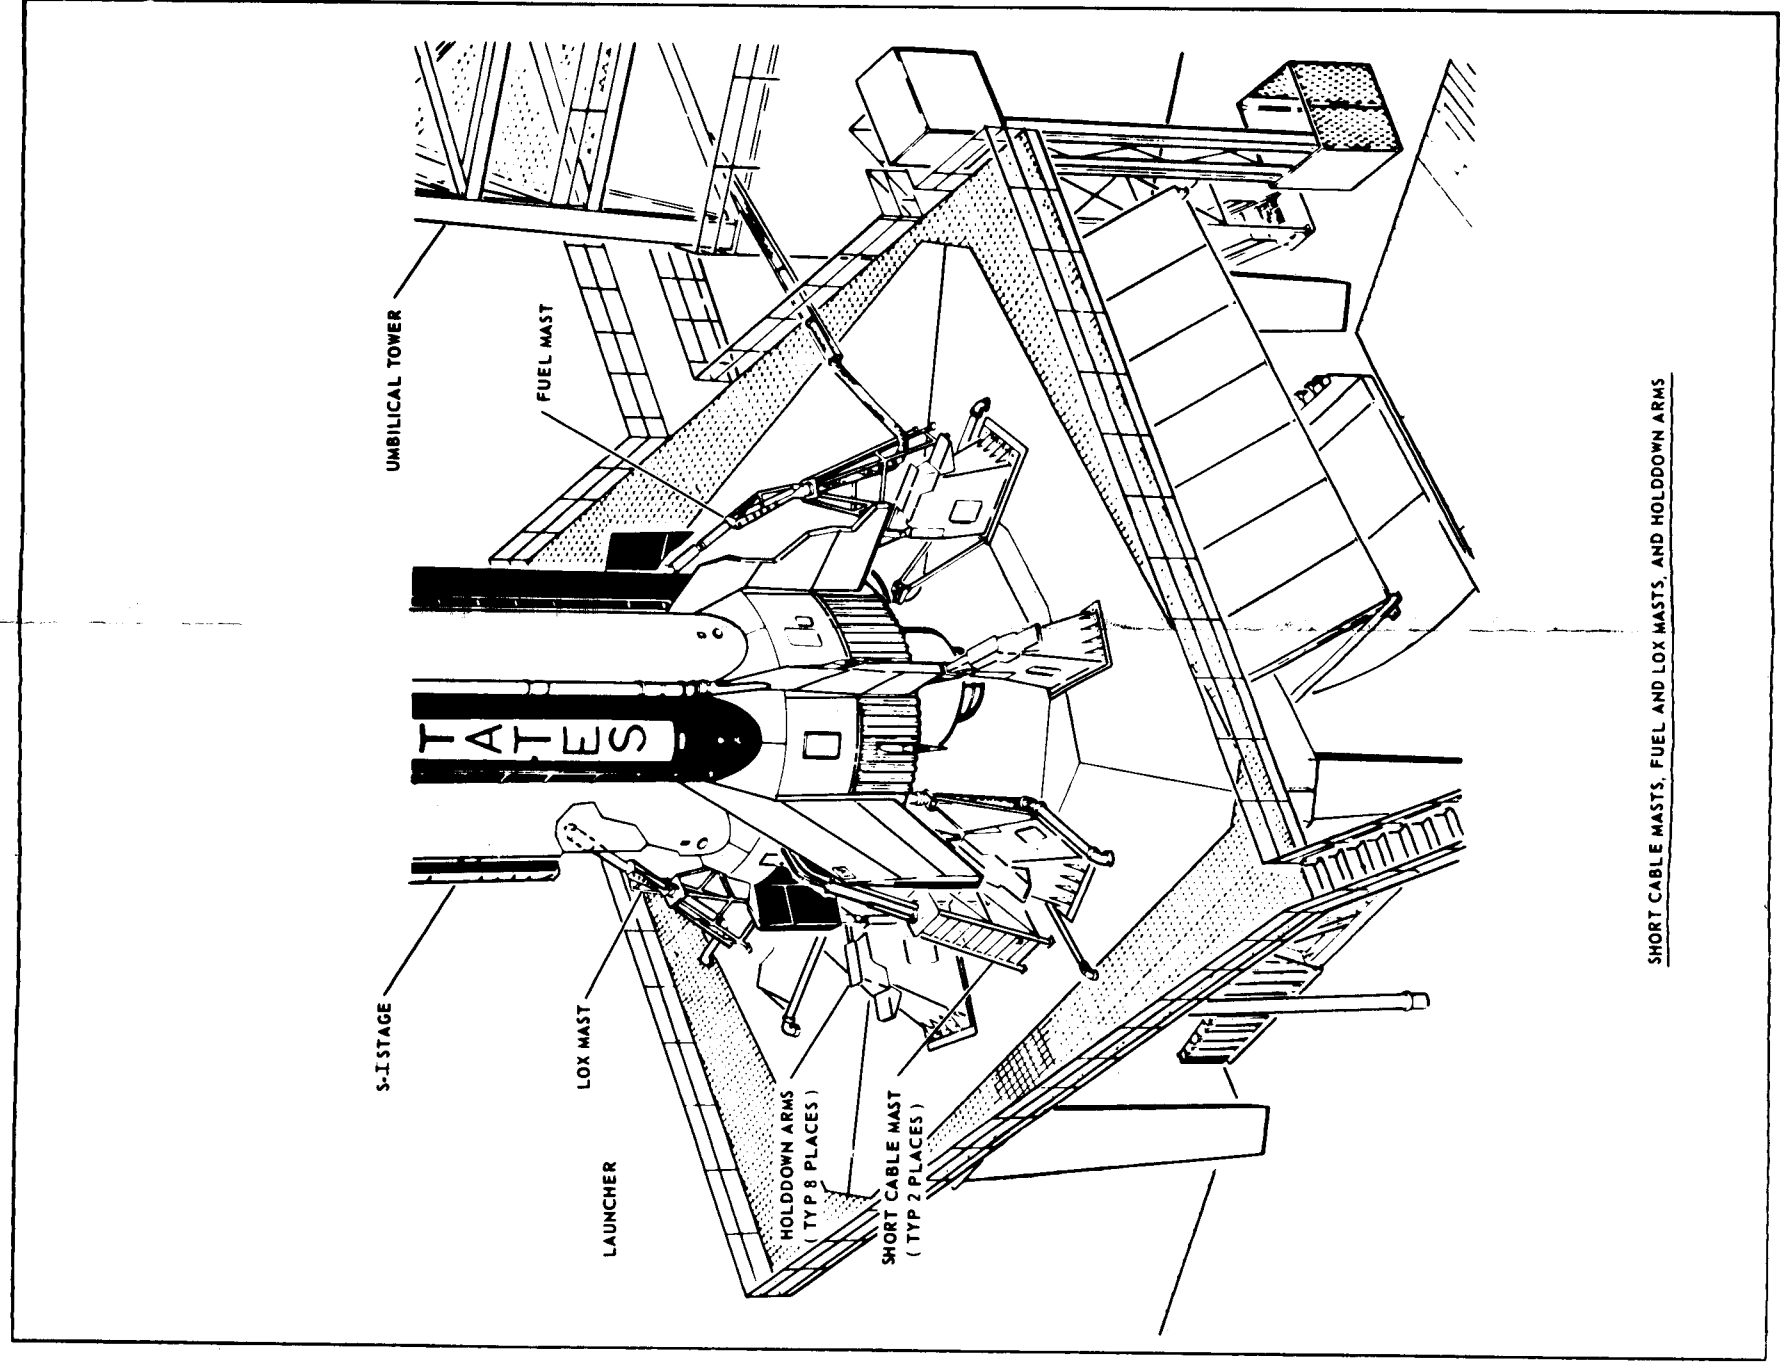 UMBILICAL TOWER
FUEL MAST
TATES
S-I STAGE
LOX MAST
LAUNCHER
HOLDDOWN ARMS
( TYP 8 PLACES )
SHORT CABLE MAST
( TYP 2 PLACES )
SHORT CABLE MASTS, FUEL AND LOX MASTS, AND HOLDDOWN ARMS